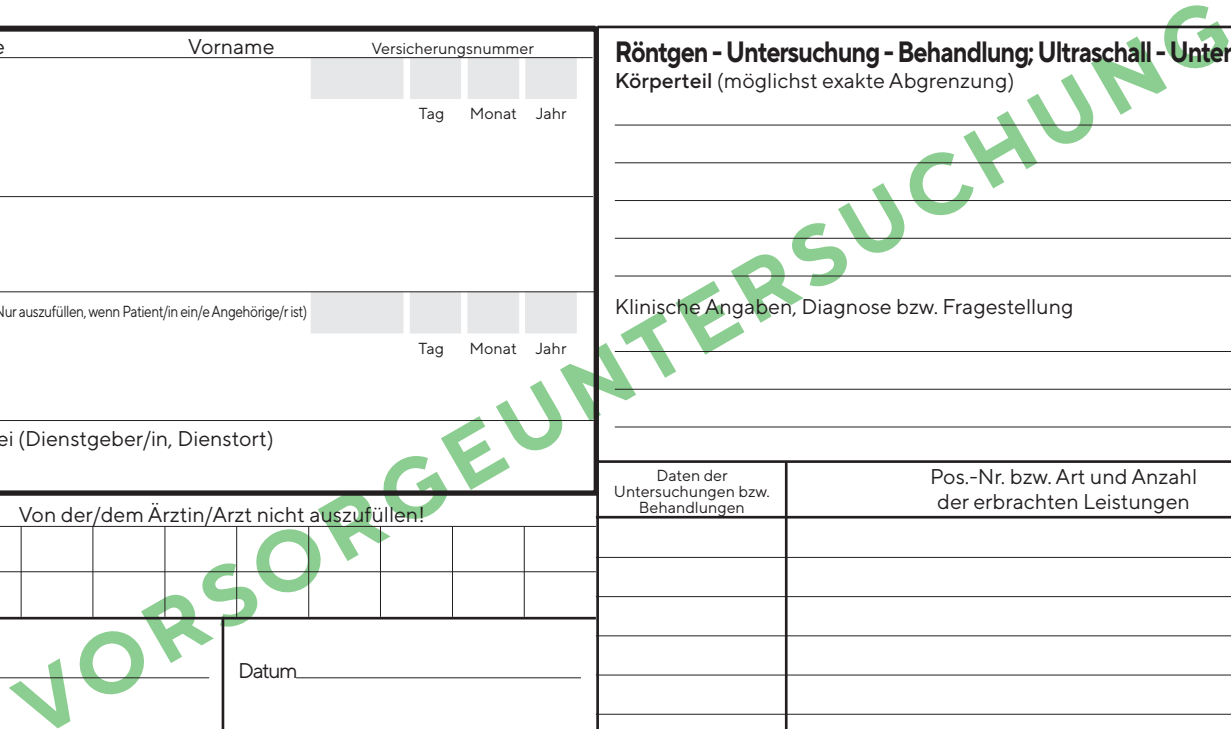 e Vorname Versicherungsnummer
Tag Monat Jahr
Nur auszufüllen, wenn Patient/in ein/e Angehörige/r ist)
Tag Monat Jahr
ei (Dienstgeber/in, Dienstort)
Von der/dem Ärztin/Arzt nicht auszufüllen!
Datum
Röntgen - Untersuchung - Behandlung; Ultraschall - Unter
Körperteil (möglichst exakte Abgrenzung)
Klinische Angaben, Diagnose bzw. Fragestellung
Daten der
Untersuchungen bzw.
Behandlungen
Pos.-Nr. bzw. Art und Anzahl
der erbrachten Leistungen
VORSORGEUNTERSUCHUNG